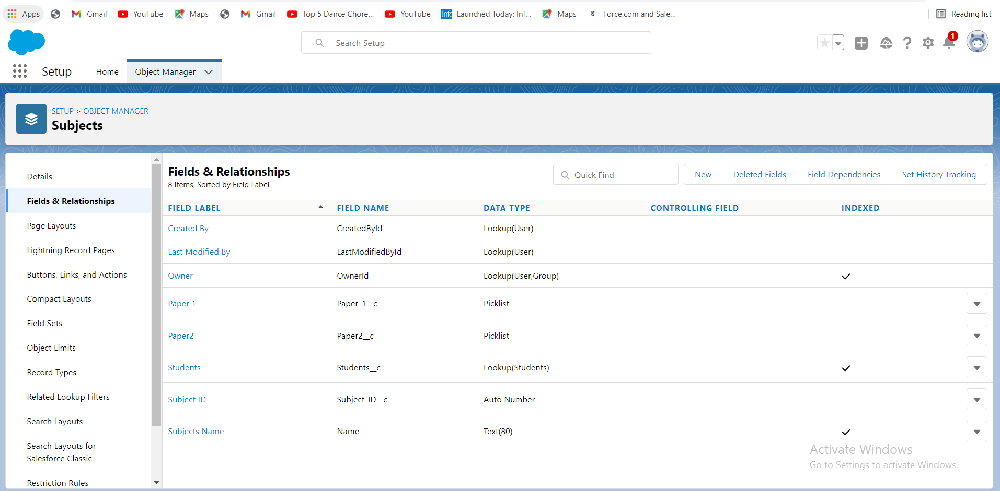 Apps Gmail YouTube Maps Gmail Top 5 Dance Chore... YouTube Info Launched Today: Inf... Maps $ Force.com and Sale... Reading list
Search Setup 1
Setup Home Object Manager
SETUP > OBJECT MANAGER
Subjects
Details
Fields & Relationships
Page Layouts
Lightning Record Pages
Buttons, Links, and Actions
Compact Layouts
Field Sets
Object Limits
Record Types
Related Lookup Filters
Search Layouts
Search Layouts for
Salesforce Classic
Restriction Rules
Fields & Relationships
8 Items, Sorted by Field Label
Quick Find New Deleted Fields Field Dependencies Set History Tracking
FIELD LABEL FIELD NAME DATA TYPE CONTROLLING FIELD INDEXED
Created By CreatedById Lookup(User)
Last Modified By LastModifiedById Lookup(User)
Owner OwnerId Lookup(User,Group)
Paper 1 Paper_1__c Picklist
Paper2 Paper2__c Picklist
Students Students__c Lookup(Students)
Subject ID Subject_ID__c Auto Number
Subjects Name Name Text(80)
Activate Windows
Go to Settings to activate Windows.